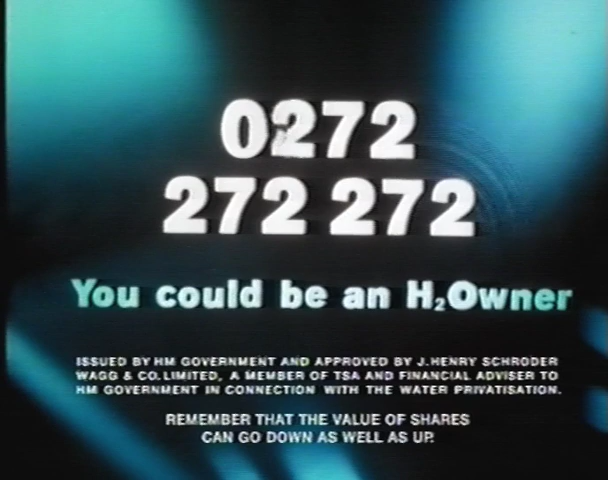 0272
272 272
You could be an H₂Owner
ISSUED BY HM GOVERNMENT AND APPROVED BY J. HENRY SCHRODER
WAGG & CO. LIMITED, A MEMBER OF TSA AND FINANCIAL ADVISER TO
HM GOVERNMENT IN CONNECTION WITH THE WATER PRIVATISATION.
REMEMBER THAT THE VALUE OF SHARES
CAN GO DOWN AS WELL AS UP.